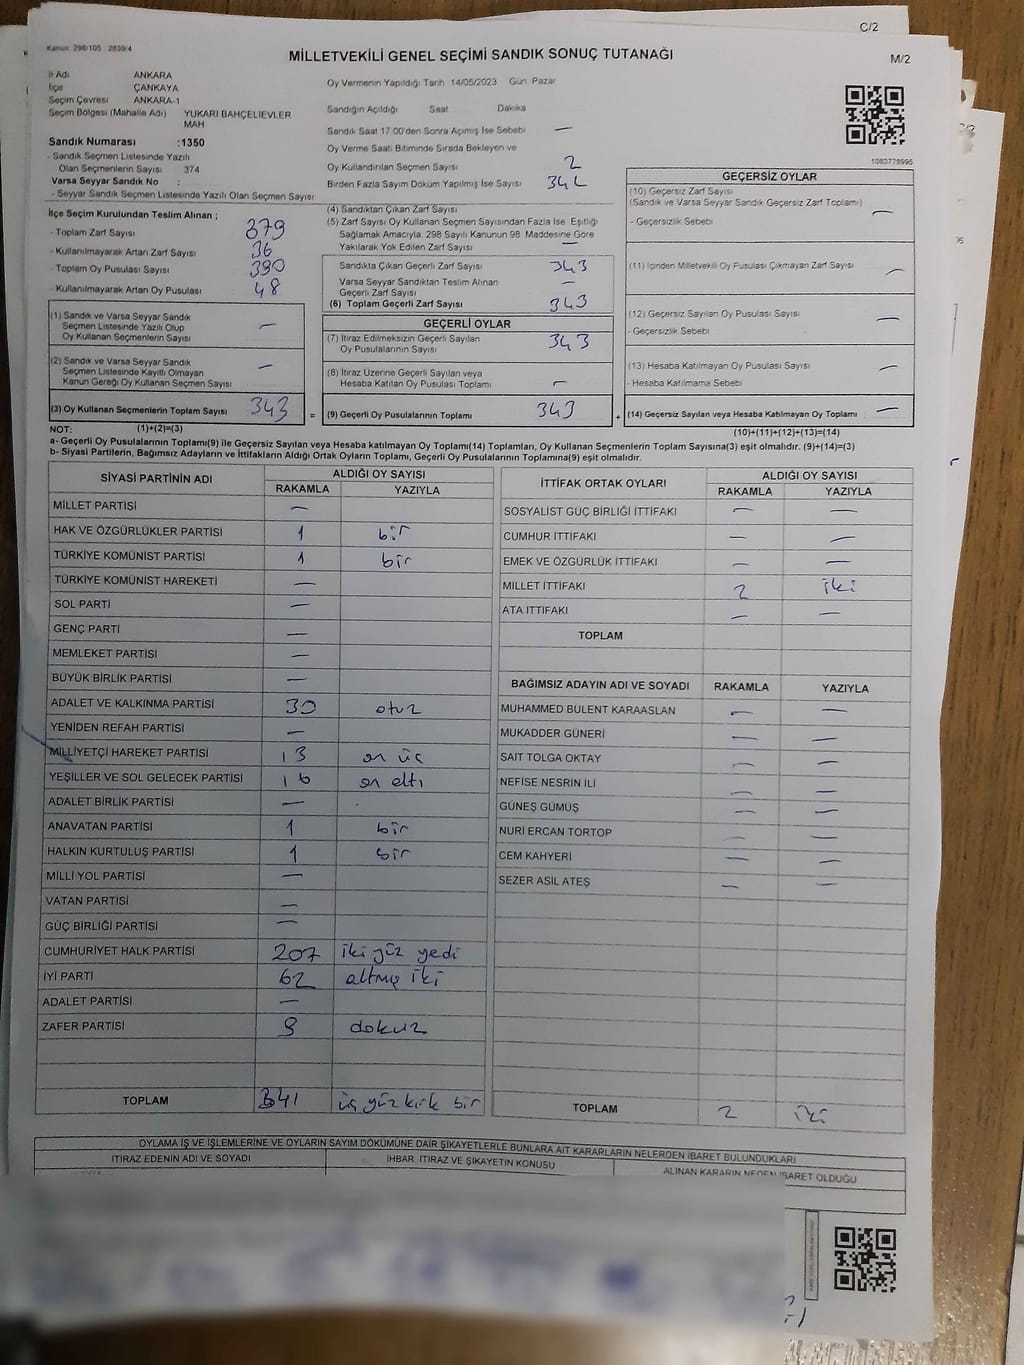 C/2
Kanun 298/105 2839/4
MİLLETVEKİLİ GENEL SEÇİMİ SANDIK SONUÇ TUTANAĞI
M/2
İl Adı ANKARA
İlçe ÇANKAYA
Seçim Çevresi ANKARA-1
Seçim Bölgesi (Mahalle Adı) YUKARI BAHÇELİEVLER
MAH
Sandık Numarası :1350
- Sandık Seçmen Listesinde Yazılı
Olan Seçmenlerin Sayısı 374
Varsa Seyyar Sandık No :
- Seyyar Sandık Seçmen Listesinde Yazılı Olan Seçmen Sayısı
Oy Vermenin Yapıldığı Tarih 14/05/2023 Gün Pazar
Sandığın Açıldığı Saat Dakika
Sandık Saat 17:00'den Sonra Açılmış İse Sebebi —
Oy Verme Saati Bitiminde Sırada Bekleyen ve
Oy Kullandırılan Seçmen Sayısı 2
Birden Fazla Sayım Döküm Yapılmış İse Sayısı
1083778995
İlçe Seçim Kurulundan Teslim Alınan ;
- Toplam Zarf Sayısı 379
- Kullanılmayarak Artan Zarf Sayısı 36
- Toplam Oy Pusulası Sayısı 390
- Kullanılmayarak Artan Oy Pusulası 48
(1) Sandık ve Varsa Seyyar Sandık
Seçmen Listesinde Yazılı Olup
Oy Kullanan Seçmenlerin Sayısı —
(2) Sandık ve Varsa Seyyar Sandık
Seçmen Listesinde Kayıtlı Olmayan
Kanun Gereği Oy Kullanan Seçmen Sayısı —
(3) Oy Kullanan Seçmenlerin Toplam Sayısı 343 =
(4) Sandıktan Çıkan Zarf Sayısı
(5) Zarf Sayısı Oy Kullanan Seçmen Sayısından Fazla İse, Eşitliği
Sağlamak Amacıyla, 298 Sayılı Kanunun 98. Maddesine Göre
Yakılarak Yok Edilen Zarf Sayısı —
Sandıkta Çıkan Geçerli Zarf Sayısı 343
Varsa Seyyar Sandıktan Teslim Alınan
Geçerli Zarf Sayısı —
(6) Toplam Geçerli Zarf Sayısı 343
GEÇERLİ OYLAR
(7) İtiraz Edilmeksizin Geçerli Sayılan
Oy Pusulalarının Sayısı 343
(8) İtiraz Üzerine Geçerli Sayılan veya
Hesaba Katılan Oy Pusulası Toplamı —
(9) Geçerli Oy Pusulalarının Toplamı 343 +
GEÇERSİZ OYLAR
(10) Geçersiz Zarf Sayısı
(Sandık ve Varsa Seyyar Sandık Geçersiz Zarf Toplamı) —
- Geçersizlik Sebebi
(11) İçinden Milletvekili Oy Pusulası Çıkmayan Zarf Sayısı —
(12) Geçersiz Sayılan Oy Pusulası Sayısı —
- Geçersizlik Sebebi
(13) Hesaba Katılmayan Oy Pusulası Sayısı —
- Hesaba Katılmama Sebebi
(14) Geçersiz Sayılan veya Hesaba Katılmayan Oy Toplamı —
NOT: (1)+(2)=(3) (10)+(11)+(12)+(13)=(14)
a- Geçerli Oy Pusulalarının Toplamı(9) ile Geçersiz Sayılan veya Hesaba katılmayan Oy Toplamı(14) Toplamları, Oy Kullanan Seçmenlerin Toplam Sayısına(3) eşit olmalıdır. (9)+(14)=(3)
b- Siyasi Partilerin, Bağımsız Adayların ve İttifakların Aldığı Ortak Oyların Toplamı, Geçerli Oy Pusulalarının Toplamına(9) eşit olmalıdır.
SİYASİ PARTİNİN ADI ALDIĞI OY SAYISI
RAKAMLA YAZIYLA
MİLLET PARTİSİ —
HAK VE ÖZGÜRLÜKLER PARTİSİ 1 bir
TÜRKİYE KOMÜNİST PARTİSİ 1 bir
TÜRKİYE KOMÜNİST HAREKETİ —
SOL PARTİ —
GENÇ PARTİ —
MEMLEKET PARTİSİ —
BÜYÜK BİRLİK PARTİSİ —
ADALET VE KALKINMA PARTİSİ 30 otuz
YENİDEN REFAH PARTİSİ —
MİLLİYETÇİ HAREKET PARTİSİ 13 on üç
YEŞİLLER VE SOL GELECEK PARTİSİ 16 on altı
ADALET BİRLİK PARTİSİ —
ANAVATAN PARTİSİ 1 bir
HALKIN KURTULUŞ PARTİSİ 1 bir
MİLLİ YOL PARTİSİ —
VATAN PARTİSİ —
GÜÇ BİRLİĞİ PARTİSİ —
CUMHURİYET HALK PARTİSİ 207 iki yüz yedi
İYİ PARTİ 62 altmış iki
ADALET PARTİSİ —
ZAFER PARTİSİ 9 dokuz
TOPLAM 341 üç yüz kırk bir
İTTİFAK ORTAK OYLARI ALDIĞI OY SAYISI
RAKAMLA YAZIYLA
SOSYALİST GÜÇ BİRLİĞİ İTTİFAKI — —
CUMHUR İTTİFAKI — —
EMEK VE ÖZGÜRLÜK İTTİFAKI — —
MİLLET İTTİFAKI 2 iki
ATA İTTİFAKI — —
TOPLAM
BAĞIMSIZ ADAYIN ADI VE SOYADI RAKAMLA YAZIYLA
MUHAMMED BÜLENT KARAASLAN — —
MUKADDER GÜNERİ — —
SAİT TOLGA OKTAY — —
NEFİSE NESRİN İLİ — —
GÜNEŞ GÜMÜŞ — —
NURİ ERCAN TORTOP — —
CEM KAHYERİ — —
SEZER ASİL ATEŞ — —
TOPLAM 2 iki
OYLAMA İŞ VE İŞLEMLERİNE VE OYLARIN SAYIM DÖKÜMÜNE DAİR ŞİKAYETLERLE BUNLARA AİT KARARLARIN NELERDEN İBARET BULUNDUKLARI
İTİRAZ EDENİN ADI VE SOYADI İHBAR, İTİRAZ VE ŞİKAYETİN KONUSU ALINAN KARARIN NEDEN İBARET OLDUĞU